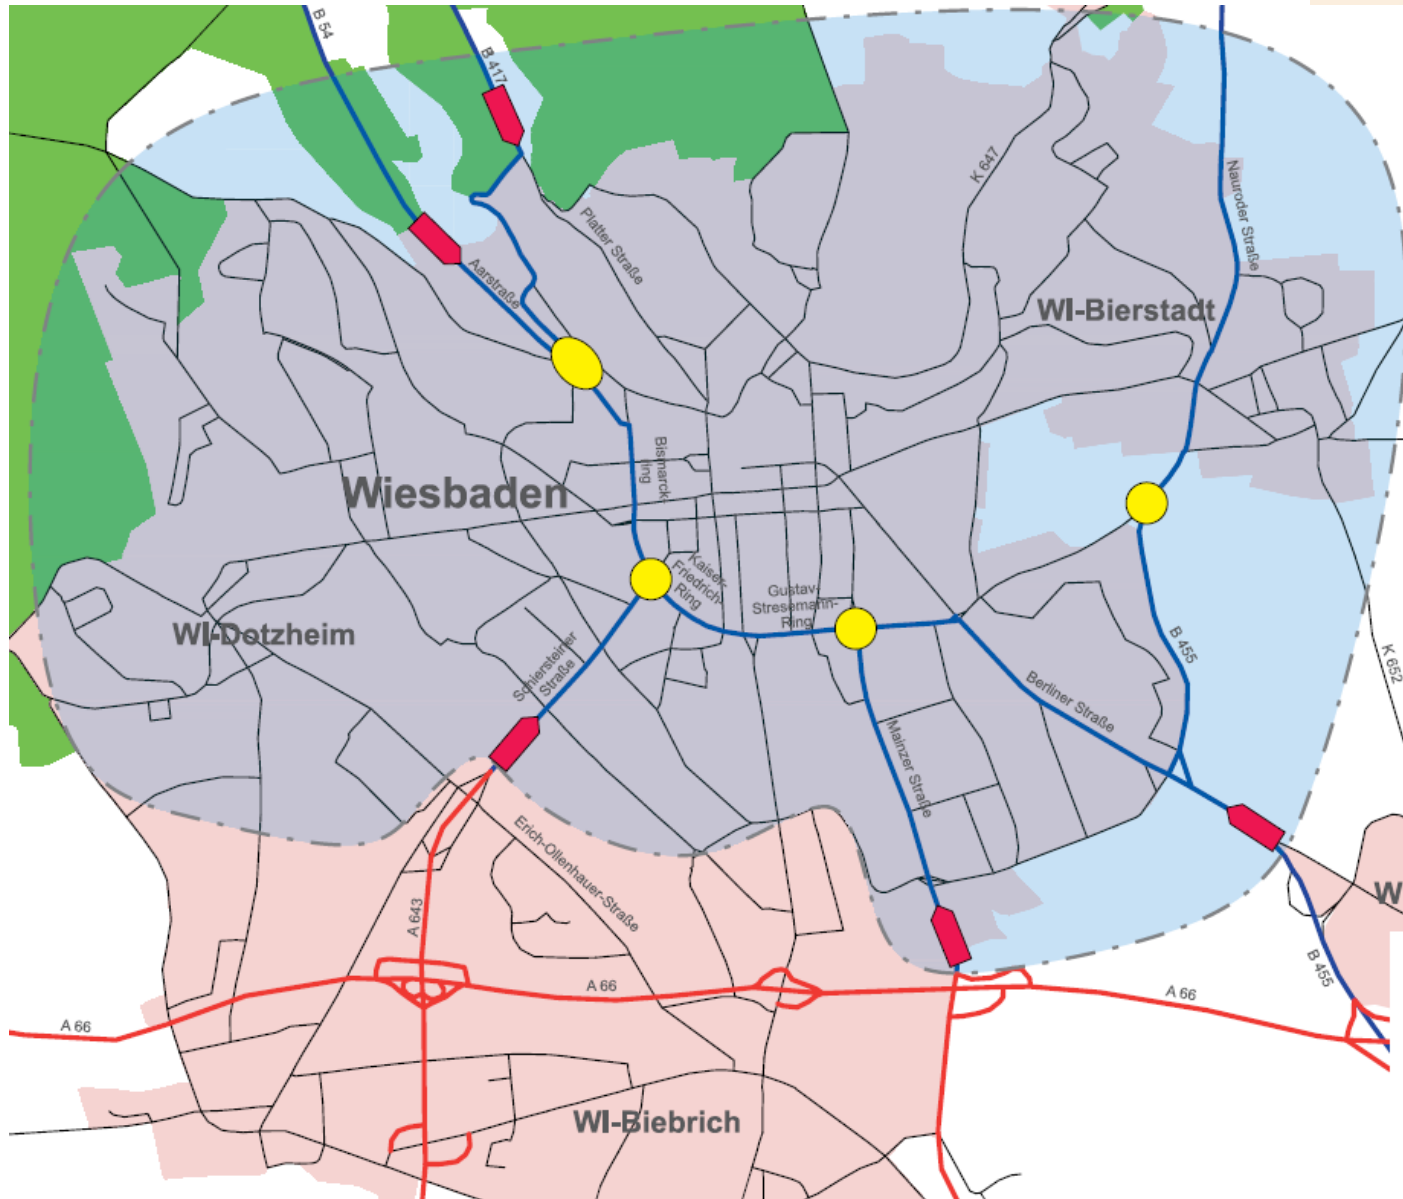 B 54
B 417
K 647
Nauroder Straße
Platter Straße
Aarstraße
WI-Bierstadt
Bismarck-
ring
Wiesbaden
Kaiser-
Friedrich-
Ring
Gustav-
Stresemann-
Ring
WI-Dotzheim
Schiersteiner
Straße
B 455
K 652
Berliner Straße
Mainzer Straße
Erich-Ollenhauer-Straße
W
A 643
B 455
A 66
A 66
A 66
WI-Biebrich